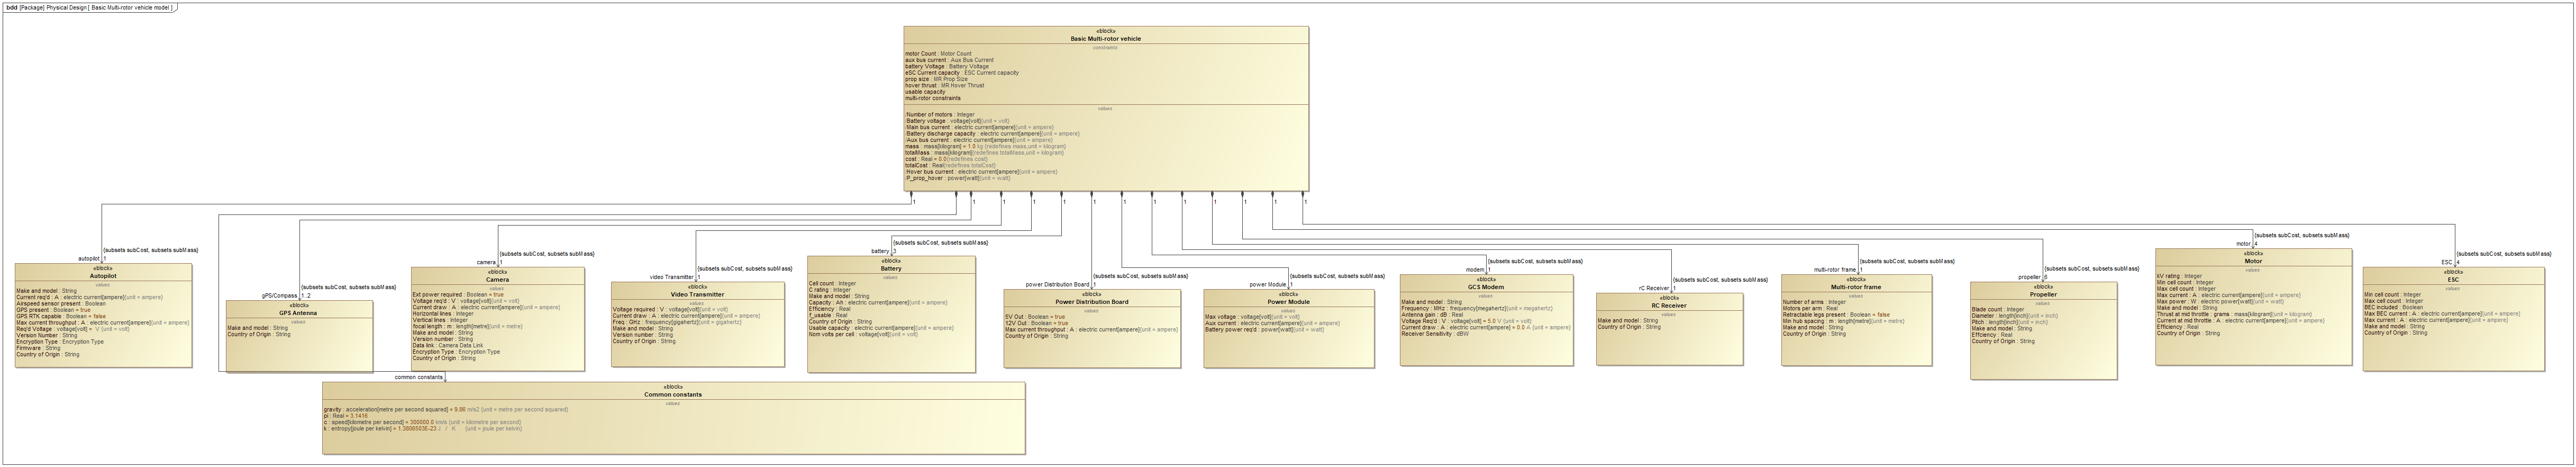 bdd [Package] Physical Design [ Basic Multi-rotor vehicle model ]
«block»
Basic Multi-rotor vehicle
constraints
motor Count : Motor Count
aux bus current : Aux Bus Current
battery Voltage : Battery Voltage
eSC Current capacity : ESC Current capacity
prop size : MR Prop Size
hover thrust : MR Hover Thrust
usable capacity
multi-rotor constraints
values
/Number of motors : Integer
/Battery voltage : voltage[volt]{unit = volt}
/Main bus current : electric current[ampere]{unit = ampere}
/Battery discharge capacity : electric current[ampere]{unit = ampere}
/Aux bus current : electric current[ampere]{unit = ampere}
mass : mass[kilogram] = 1.0 kg {redefines mass,unit = kilogram}
totalMass : mass[kilogram]{redefines totalMass,unit = kilogram}
cost : Real = 0.0{redefines cost}
totalCost : Real{redefines totalCost}
/Hover bus current : electric current[ampere]{unit = ampere}
/P_prop_hover : power[watt]{unit = watt}
1 1 1 1 1 1 1 1 1 1 1 1 1
{subsets subCost, subsets subMass}
autopilot 1
«block»
Autopilot
values
Make and model : String
Current req'd : A : electric current[ampere]{unit = ampere}
Airspeed sensor present : Boolean
GPS present : Boolean = true
GPS RTK capable : Boolean = false
Max current throughput : A : electric current[ampere]{unit = ampere}
Req'd Voltage : voltage[volt] = V {unit = volt}
Version Number : String
Encryption Type : Encryption Type
Firmware : String
Country of Origin : String
{subsets subCost, subsets subMass}
gPS/Compass 1..2
«block»
GPS Antenna
values
Make and model : String
Country of Origin : String
{subsets subCost, subsets subMass}
camera 1
«block»
Camera
values
Ext power required : Boolean = true
Voltage req'd : V : voltage[volt]{unit = volt}
Current draw : A : electric current[ampere]{unit = ampere}
Horizontal lines : Integer
Vertical lines : Integer
focal length : m : length[metre]{unit = metre}
Make and model : String
Version number : String
Data link : Camera Data Link
Encryption Type : Encryption Type
Country of Origin : String
{subsets subCost, subsets subMass}
video Transmitter 1
«block»
Video Transmitter
values
Voltage required : V : voltage[volt]{unit = volt}
Current draw : A : electric current[ampere]{unit = ampere}
Freq : GHz : frequency[gigahertz]{unit = gigahertz}
Make and model : String
Version number : String
Country of Origin : String
{subsets subCost, subsets subMass}
battery
«block»
Battery
values
Cell count : Integer
C rating : Integer
Make and model : String
Capacity : Ah : electric current[ampere]{unit = ampere}
Efficiency : Real
F_usable : Real
Country of Origin : String
Usable capacity : electric current[ampere]{unit = ampere}
Nom volts per cell : voltage[volt]{unit = volt}
{subsets subCost, subsets subMass}
power Distribution Board 1
«block»
Power Distribution Board
values
5V Out : Boolean = true
12V Out : Boolean = true
Max current throughput : A : electric current[ampere]{unit = ampere}
Country of Origin : String
{subsets subCost, subsets subMass}
power Module 1
«block»
Power Module
values
Max voltage : voltage[volt]{unit = volt}
Aux current : electric current[ampere]{unit = ampere}
Battery power req'd : power[watt]{unit = watt}
{subsets subCost, subsets subMass}
modem 1
«block»
GCS Modem
values
Make and model : String
Frequency : MHz : frequency[megahertz]{unit = megahertz}
Antenna gain : dB : Real
Voltage Req'd : V : voltage[volt] = 5.0 V {unit = volt}
Current draw : A : electric current[ampere] = 0.0 A {unit = ampere}
Receiver Sensitivity : dBW
{subsets subCost, subsets subMass}
rC Receiver 1
«block»
RC Receiver
values
Make and model : String
Country of Origin : String
{subsets subCost, subsets subMass}
multi-rotor frame 1
«block»
Multi-rotor frame
values
Number of arms : Integer
Motors per arm : Real
Retractable legs present : Boolean = false
Min hub spacing : m : length[metre]{unit = metre}
Make and model : String
Country of Origin : String
{subsets subCost, subsets subMass}
propeller
«block»
Propeller
values
Blade count : Integer
Diameter : length[inch]{unit = inch}
Pitch : length[inch]{unit = inch}
Make and model : String
Efficiency : Real
Country of Origin : String
{subsets subCost, subsets subMass}
motor 4
«block»
Motor
values
kV rating : Integer
Min cell count : Integer
Max cell count : Integer
Max current : A : electric current[ampere]{unit = ampere}
Max power : W : electric power[watt]{unit = watt}
Make and model : String
Thrust at mid throttle : grams : mass[kilogram]{unit = kilogram}
Current at mid throttle : A : electric current[ampere]{unit = ampere}
Efficiency : Real
Country of Origin : String
{subsets subCost, subsets subMass}
ESC 4
«block»
ESC
values
Min cell count : Integer
Max cell count : Integer
BEC included : Boolean
Max BEC current : A : electric current[ampere]{unit = ampere}
Max current : A : electric current[ampere]{unit = ampere}
Make and model : String
Country of Origin : String
common constants
«block»
Common constants
values
gravity : acceleration[metre per second squared] = 9.86 m/s2 {unit = metre per second squared}
pi : Real = 3.1416
c : speed[kilometre per second] = 300000.0 km/s {unit = kilometre per second}
k : entropy[joule per kelvin] = 1.3806503E-23 J / K {unit = joule per kelvin}